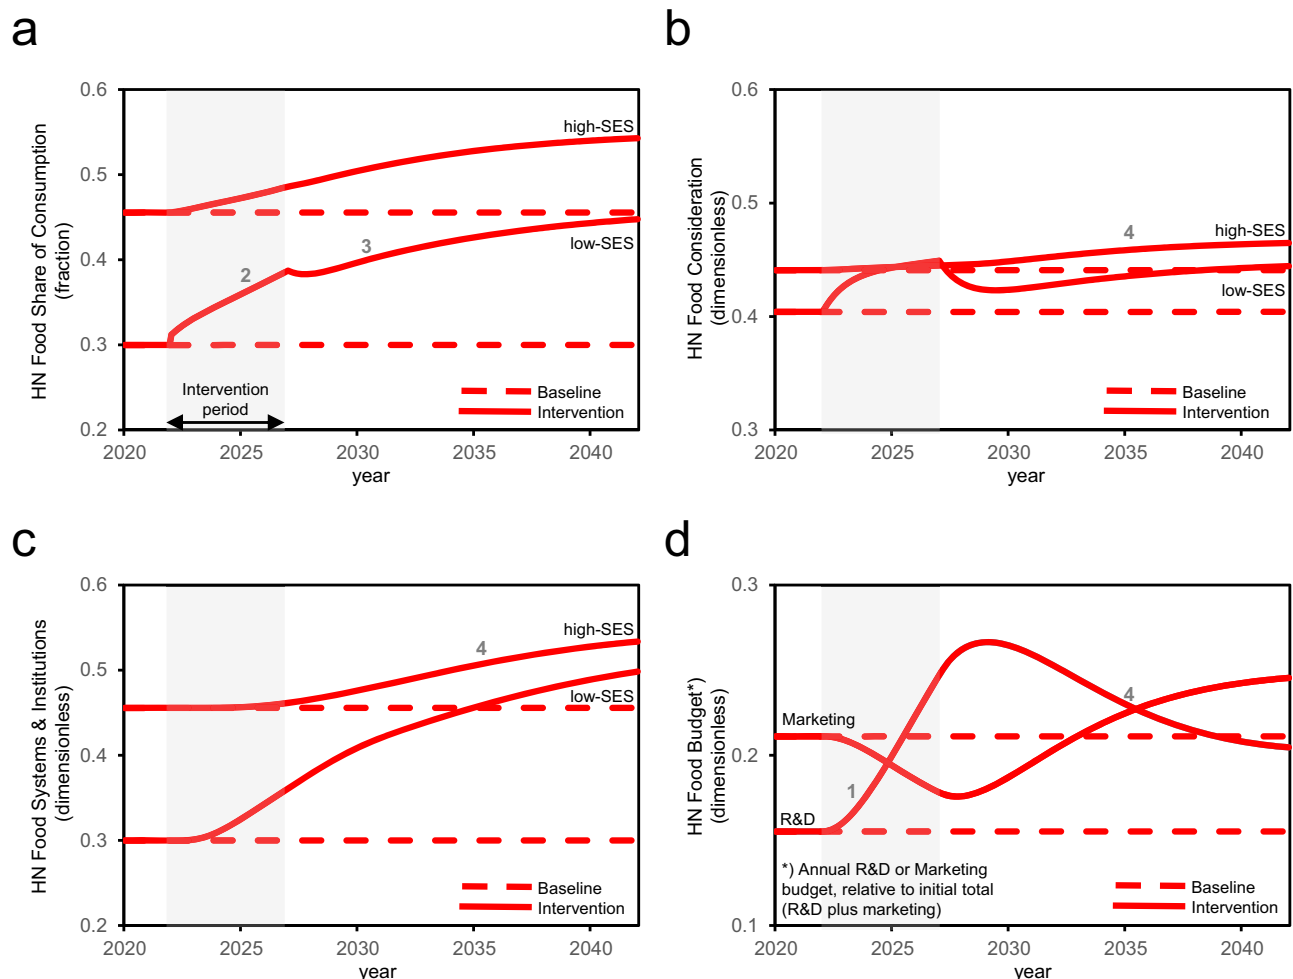 a
0.6
0.5
0.4
0.3
0.2
HN Food Share of Consumption
(fraction)
high-SES
low-SES
2
3
Intervention
period
Baseline
Intervention
2020
2025
2030
2035
2040
year
b
0.6
0.5
0.4
0.3
HN Food Consideration
(dimensionless)
4
high-SES
low-SES
Baseline
Intervention
2020
2025
2030
2035
2040
year
c
0.6
0.5
0.4
0.3
0.2
HN Food Systems & Institutions
(dimensionless)
high-SES
4
low-SES
Baseline
Intervention
2020
2025
2030
2035
2040
year
d
0.3
0.2
0.1
HN Food Budget*)
(dimensionless)
Marketing
4
1
R&D
*) Annual R&D or Marketing
budget, relative to initial total
(R&D plus marketing)
Baseline
Intervention
2020
2025
2030
2035
2040
year